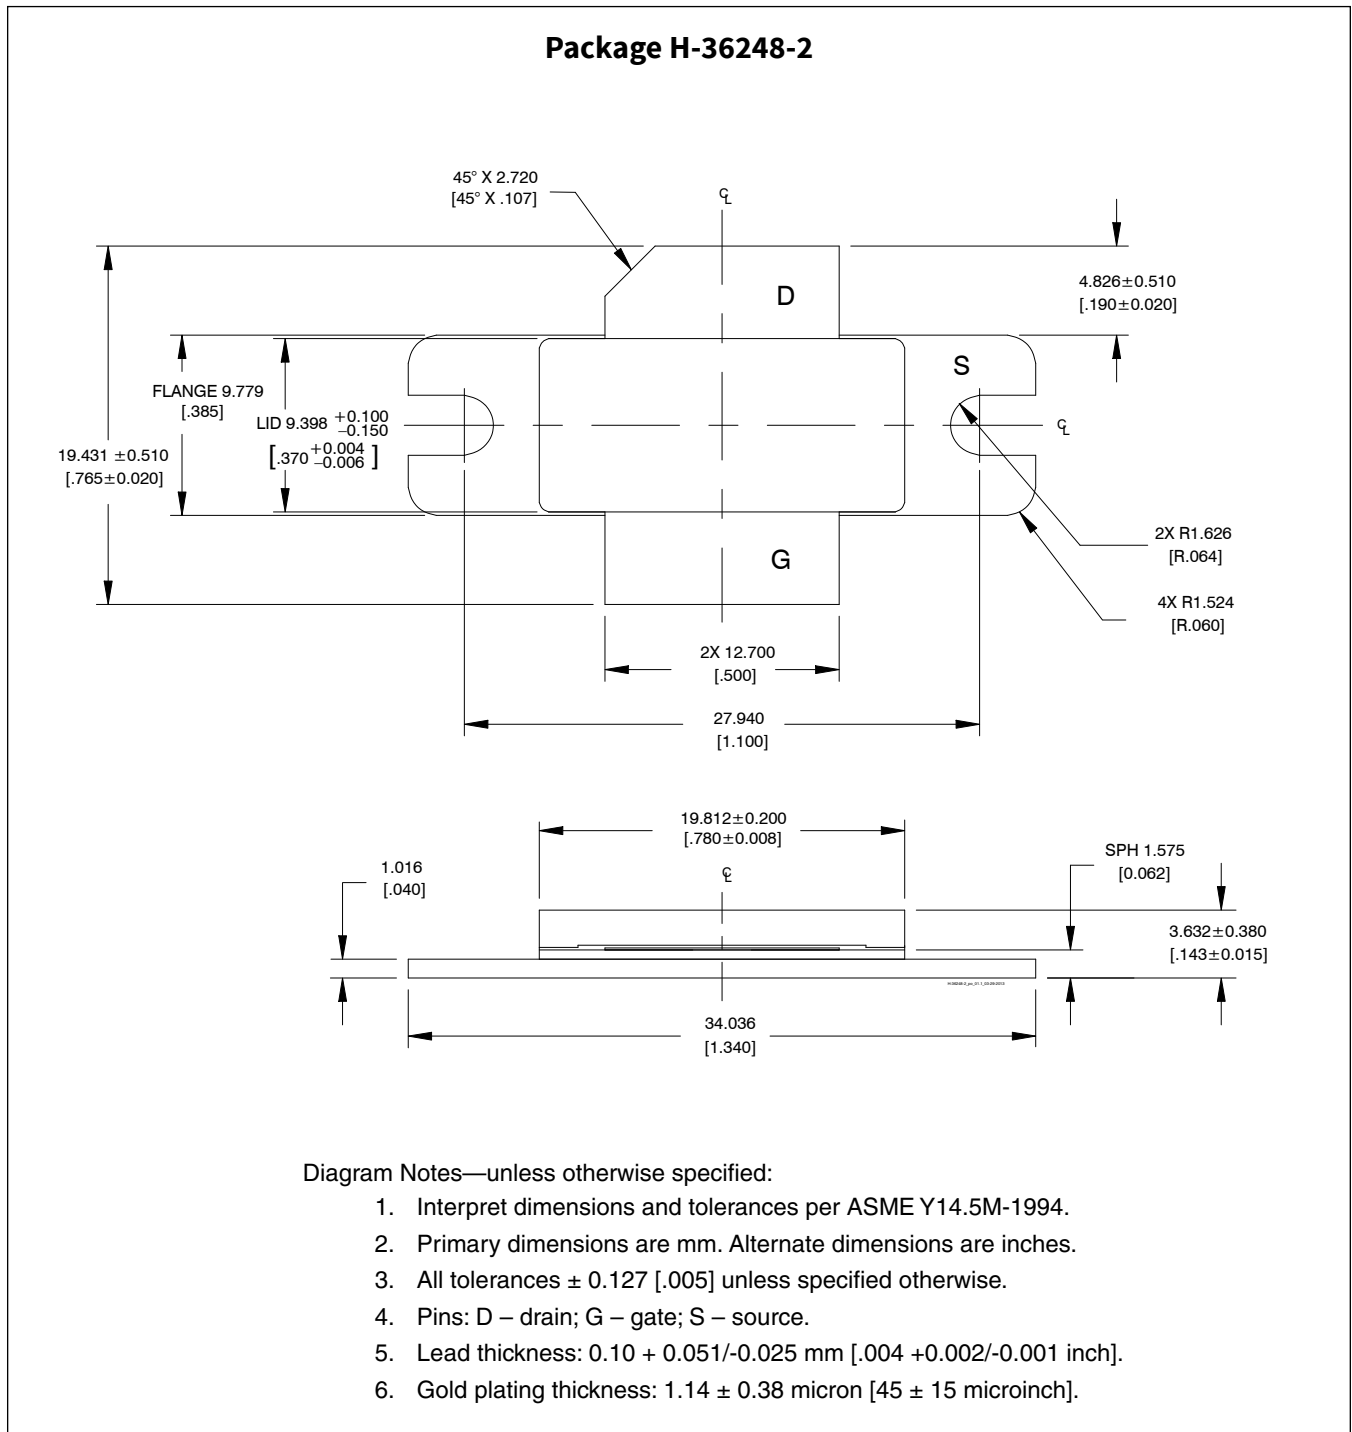 Package H-36248-2
45° X 2.720
[45° X .107]
℄
D
4.826±0.510
[.190±0.020]
S
FLANGE 9.779
[.385]
LID 9.398 +0.100
–0.150
[.370 +0.004
–0.006 ]
℄
19.431 ±0.510
[.765±0.020]
2X R1.626
[R.064]
G
4X R1.524
[R.060]
2X 12.700
[.500]
27.940
[1.100]
19.812±0.200
[.780±0.008]
SPH 1.575
[0.062]
1.016
[.040]
℄
3.632±0.380
[.143±0.015]
34.036
[1.340]
Diagram Notes—unless otherwise specified:
1. Interpret dimensions and tolerances per ASME Y14.5M-1994.
2. Primary dimensions are mm. Alternate dimensions are inches.
3. All tolerances ± 0.127 [.005] unless specified otherwise.
4. Pins: D – drain; G – gate; S – source.
5. Lead thickness: 0.10 + 0.051/-0.025 mm [.004 +0.002/-0.001 inch].
6. Gold plating thickness: 1.14 ± 0.38 micron [45 ± 15 microinch].